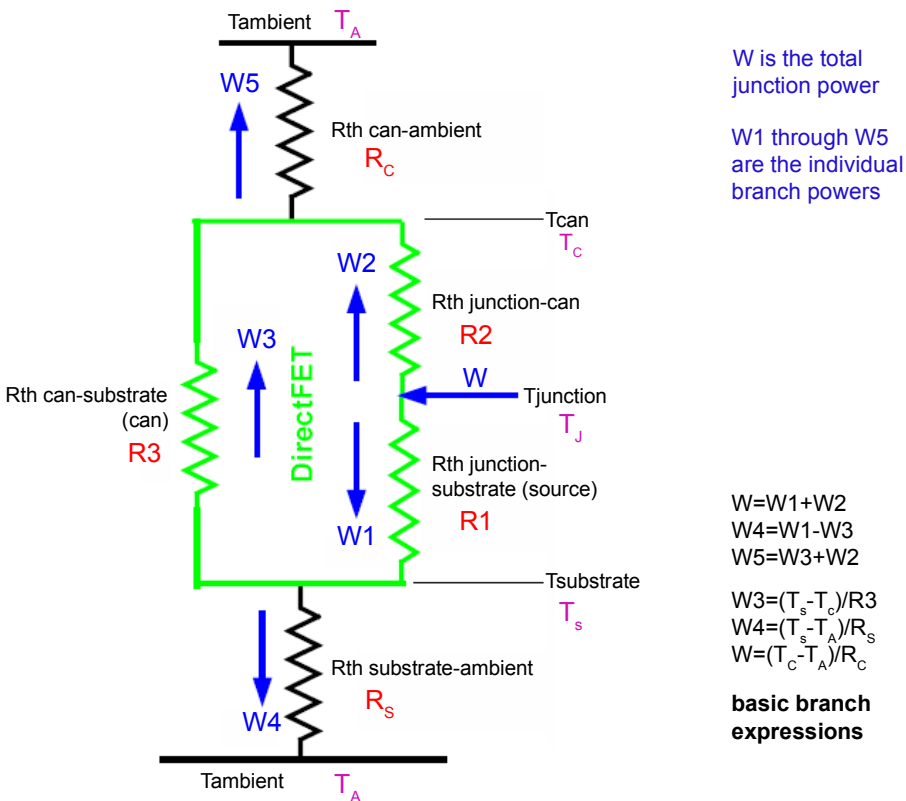 Tambient T_A
W5
W is the total
junction power
Rth can-ambient
R_C
W1 through W5
are the individual
branch powers
Tcan
T_C
W2
Rth junction-can
R2
W3
W
Rth can-substrate
(can)
R3
DirectFET
Tjunction
T_J
Rth junction-
substrate (source)
R1
W1
Tsubstrate
T_s
W=W1+W2
W4=W1-W3
W5=W3+W2
W3=(T_s-T_c)/R3
W4=(T_s-T_A)/R_S
W=(T_C-T_A)/R_C
Rth substrate-ambient
R_S
W4
basic branch
expressions
Tambient T_A